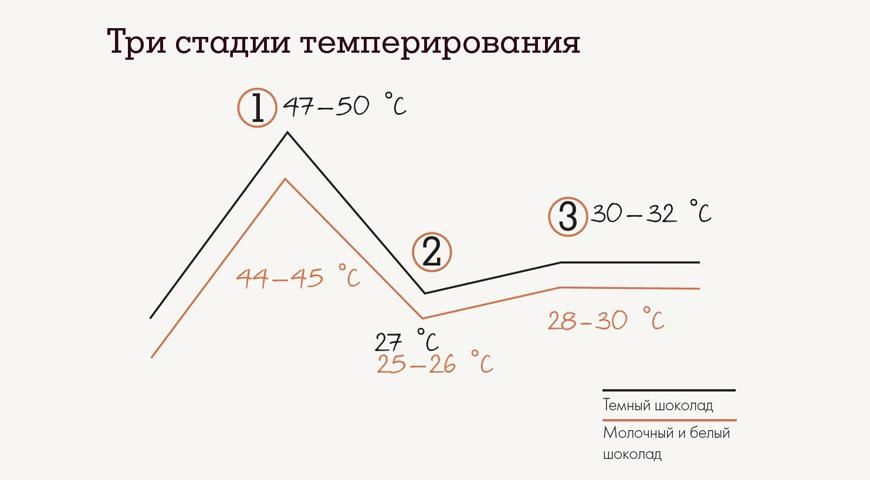 Три стадии темперирования
1 47–50 °C
2
3 30–32 °C
44–45 °C
28–30 °C
27 °C
25–26 °C
Темный шоколад
Молочный и белый
шоколад